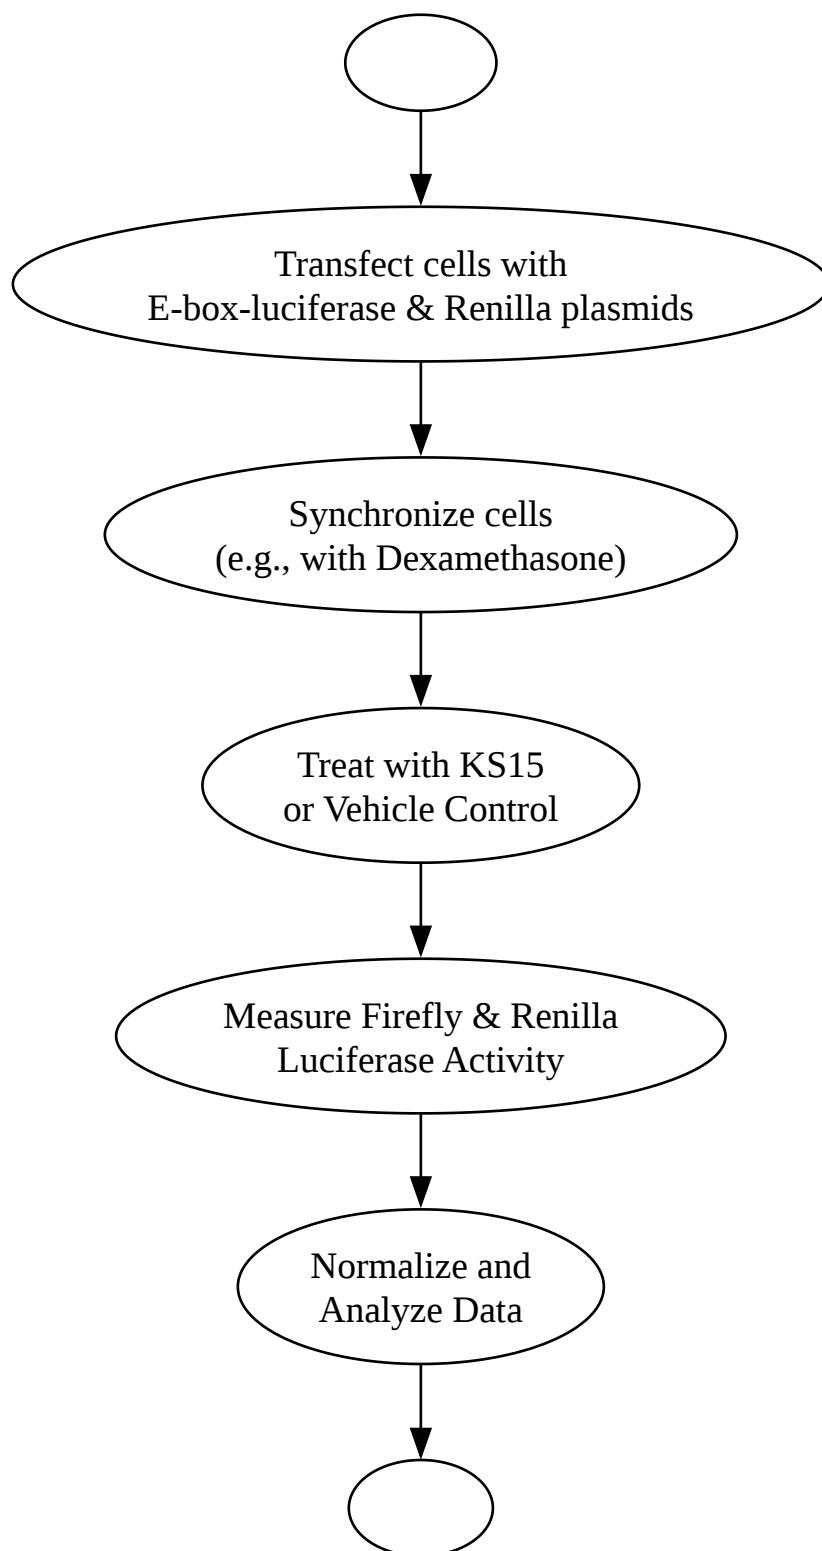 Transfect cells with
E-box-luciferase & Renilla plasmids
Synchronize cells
(e.g., with Dexamethasone)
Treat with KS15
or Vehicle Control
Measure Firefly & Renilla
Luciferase Activity
Normalize and
Analyze Data